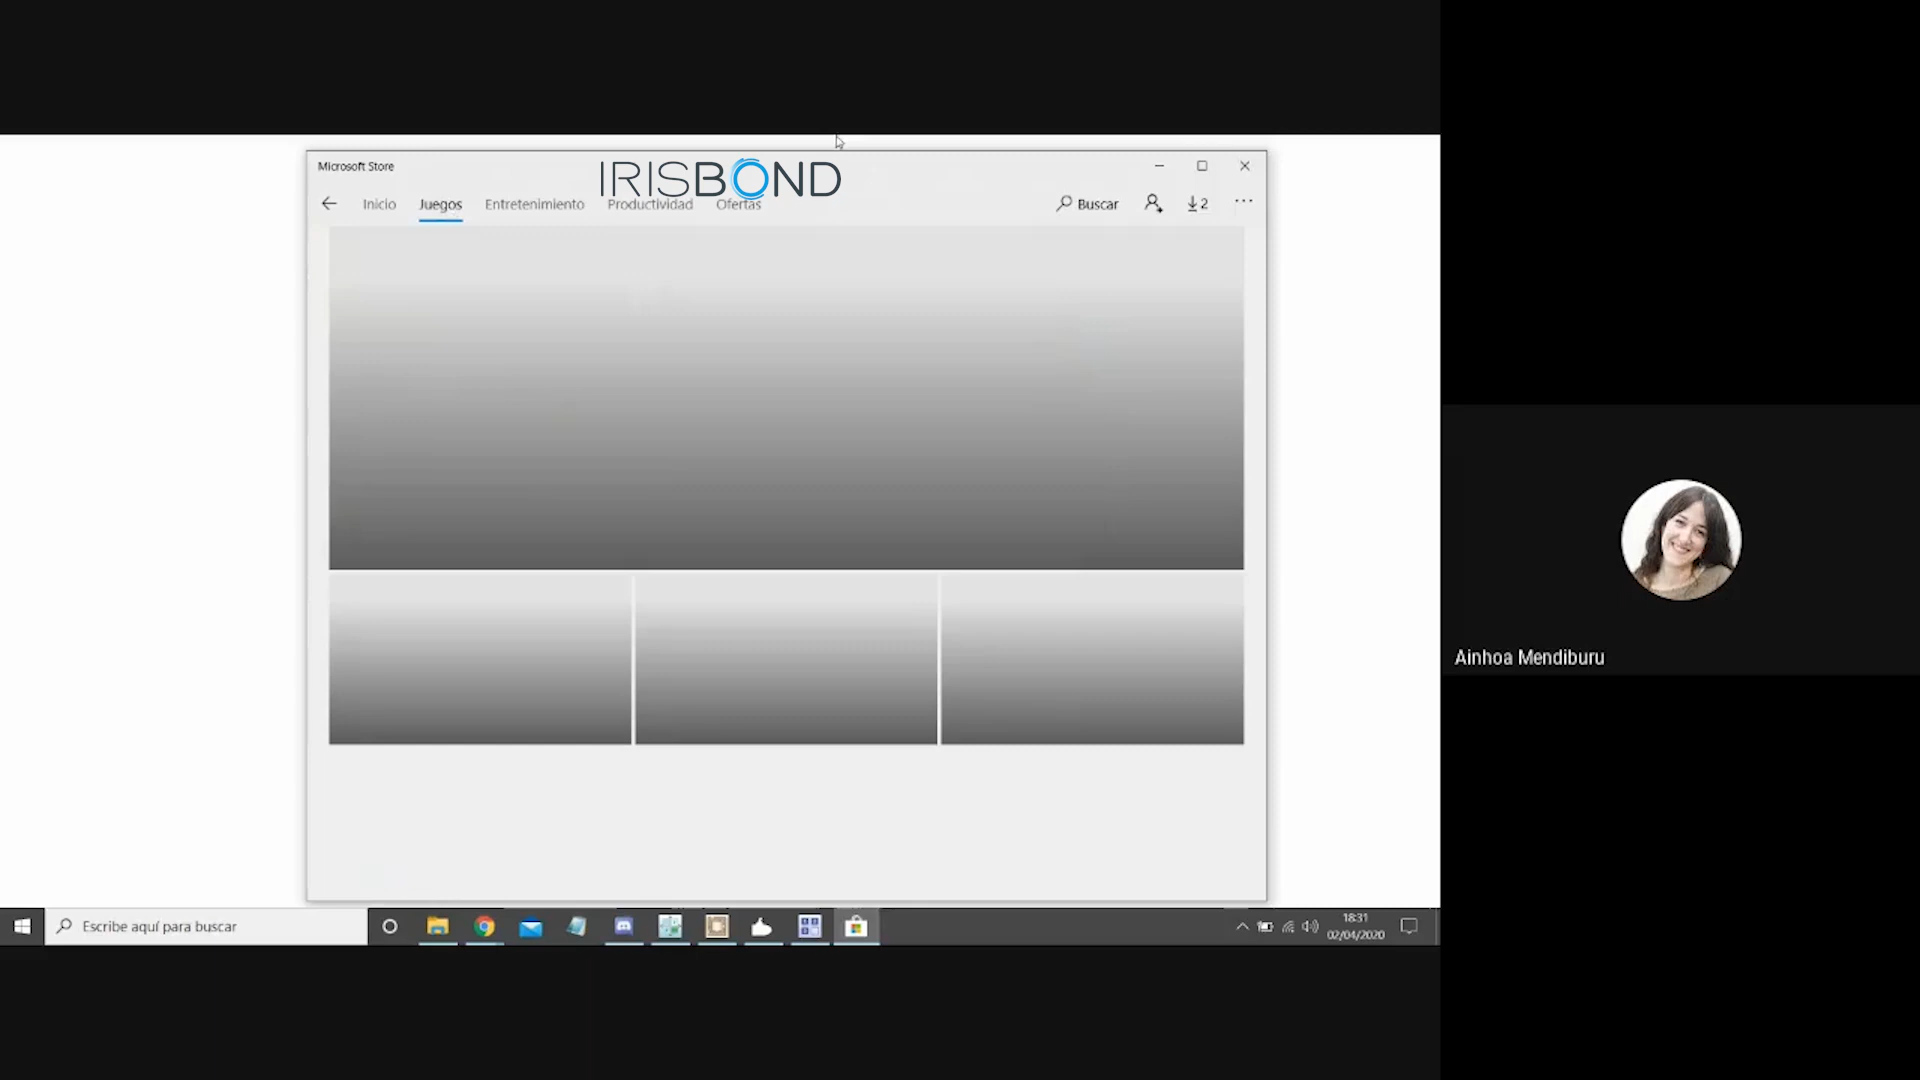 Microsoft Store
IRISBOND
Inicio Juegos Entretenimiento Productividad Ofertas
Buscar
2
Ainhoa Mendiburu
Escribe aquí para buscar
18:31
02/04/2020